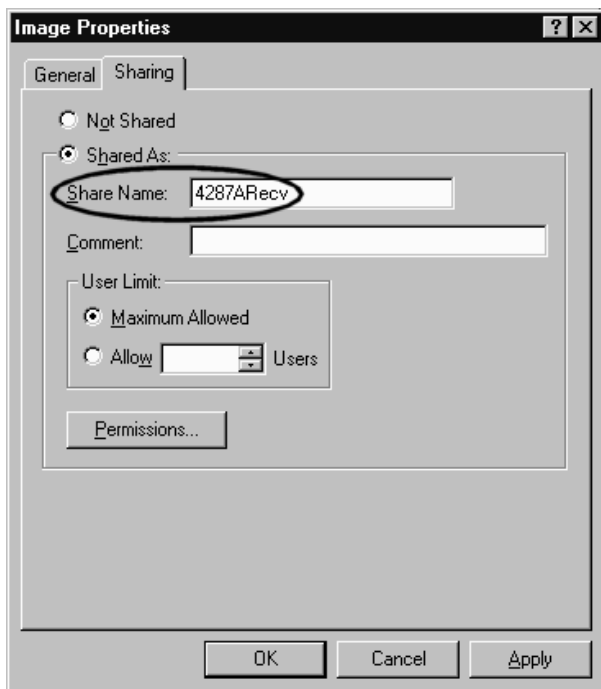 Image Properties
General Sharing
Not Shared
Shared As:
Share Name: 4287ARecv
Comment:
User Limit:
Maximum Allowed
Allow Users
Permissions...
OK Cancel Apply